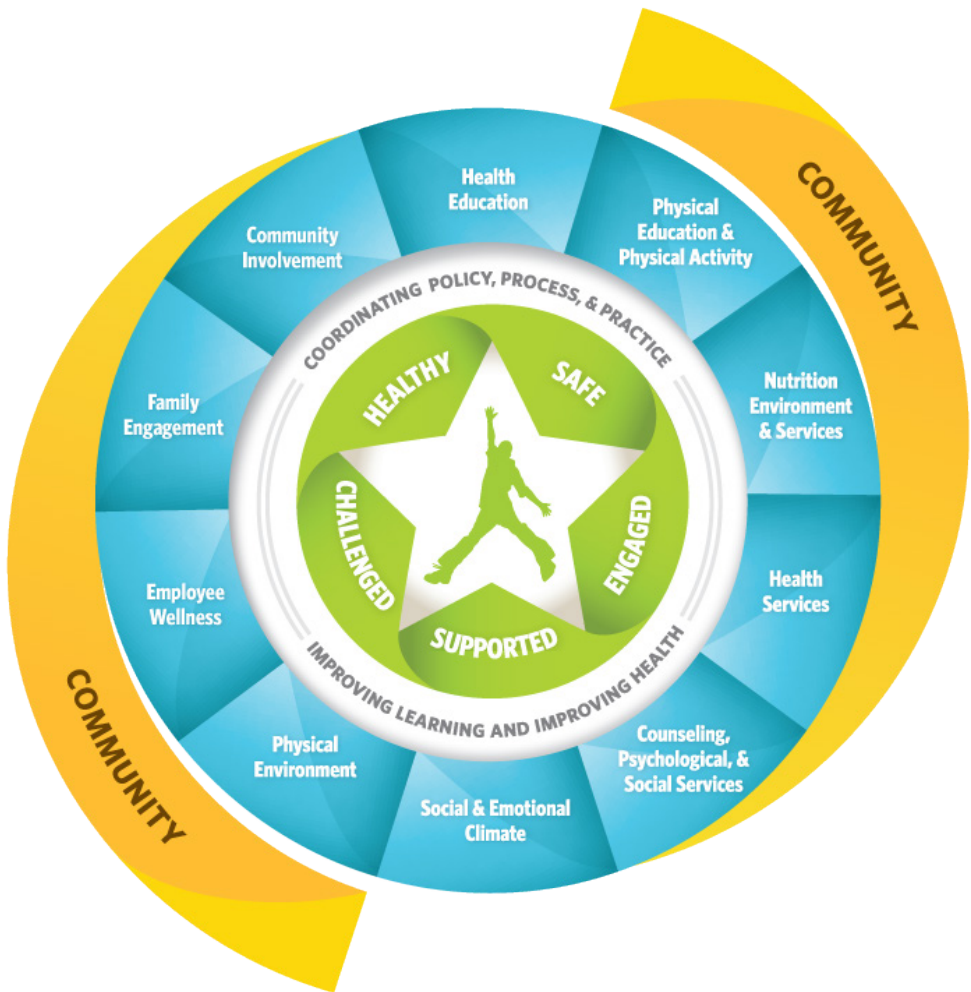 COMMUNITY
Health
Education
Physical
Education &
Physical Activity
Nutrition
Environment
& Services
Health
Services
Counseling,
Psychological, &
Social Services
Social & Emotional
Climate
Physical
Environment
Employee
Wellness
Family
Engagement
Community
Involvement
COORDINATING POLICY, PROCESS, & PRACTICE
IMPROVING LEARNING AND IMPROVING HEALTH
HEALTHY
SAFE
ENGAGED
SUPPORTED
CHALLENGED
COMMUNITY